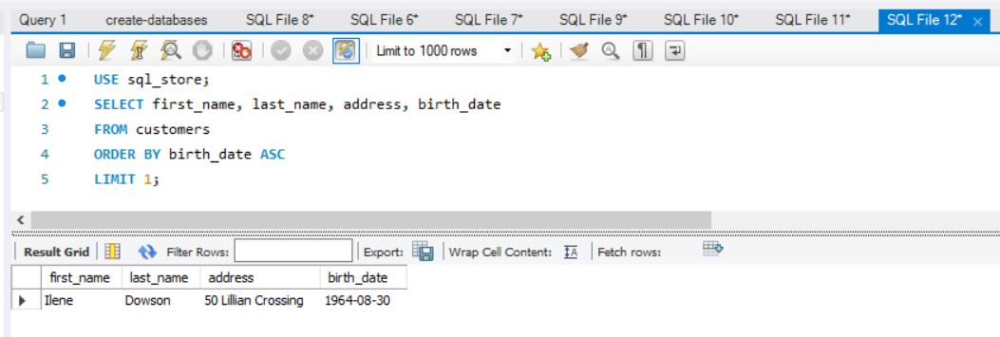 Query 1 create-databases SQL File 8* SQL File 6* SQL File 7* SQL File 9* SQL File 10* SQL File 11* SQL File 12*
Limit to 1000 rows
1 USE sql_store;
2 SELECT first_name, last_name, address, birth_date
3 FROM customers
4 ORDER BY birth_date ASC
5 LIMIT 1;
Result Grid Filter Rows: Export: Wrap Cell Content: Fetch rows:
first_name last_name address birth_date
Ilene Dowson 50 Lillian Crossing 1964-08-30